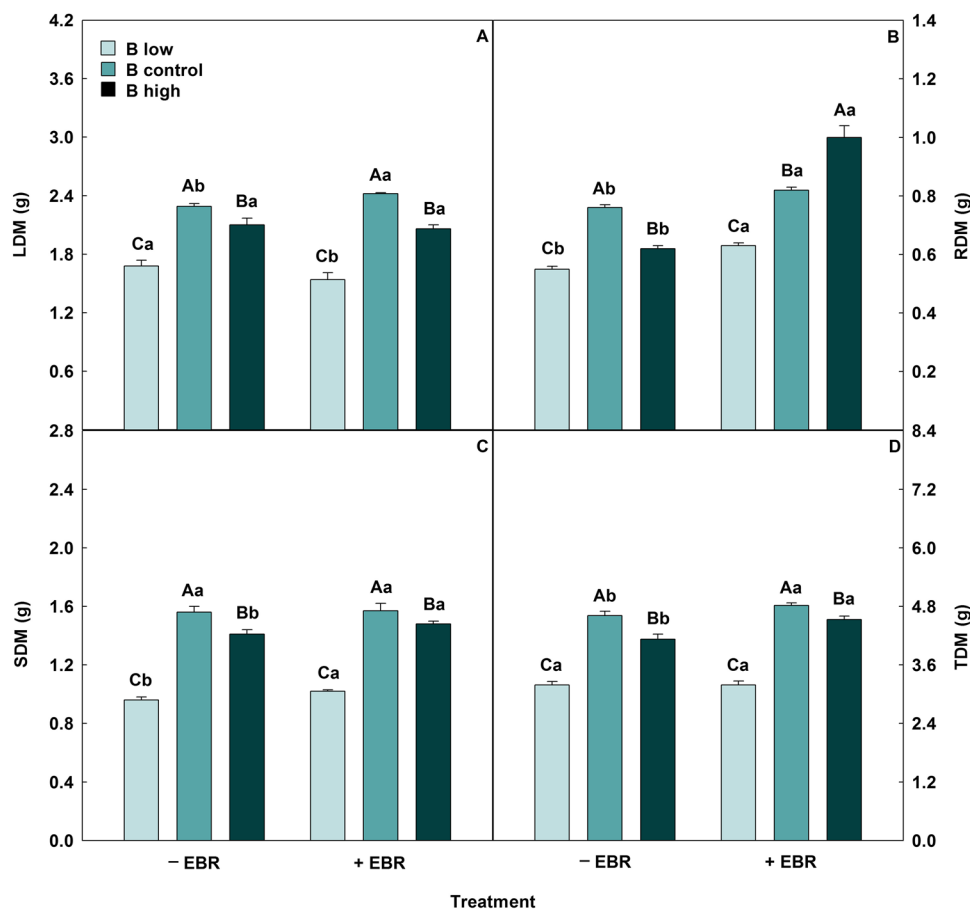 4.2
3.6
3.0
2.4
1.8
1.2
0.6
2.8
LDM (g)
A
B low
B control
B high
Ca
Ab
Ba
Cb
Aa
Ba
B
Cb
Ab
Bb
Ca
Ba
Aa
1.4
1.2
1.0
0.8
0.6
0.4
0.2
8.4
RDM (g)
2.4
2.0
1.6
1.2
0.8
0.4
0.0
SDM (g)
C
Cb
Aa
Bb
Ca
Aa
Ba
D
Ca
Ab
Bb
Ca
Aa
Ba
7.2
6.0
4.8
3.6
2.4
1.2
0.0
TDM (g)
– EBR
+ EBR
– EBR
+ EBR
Treatment